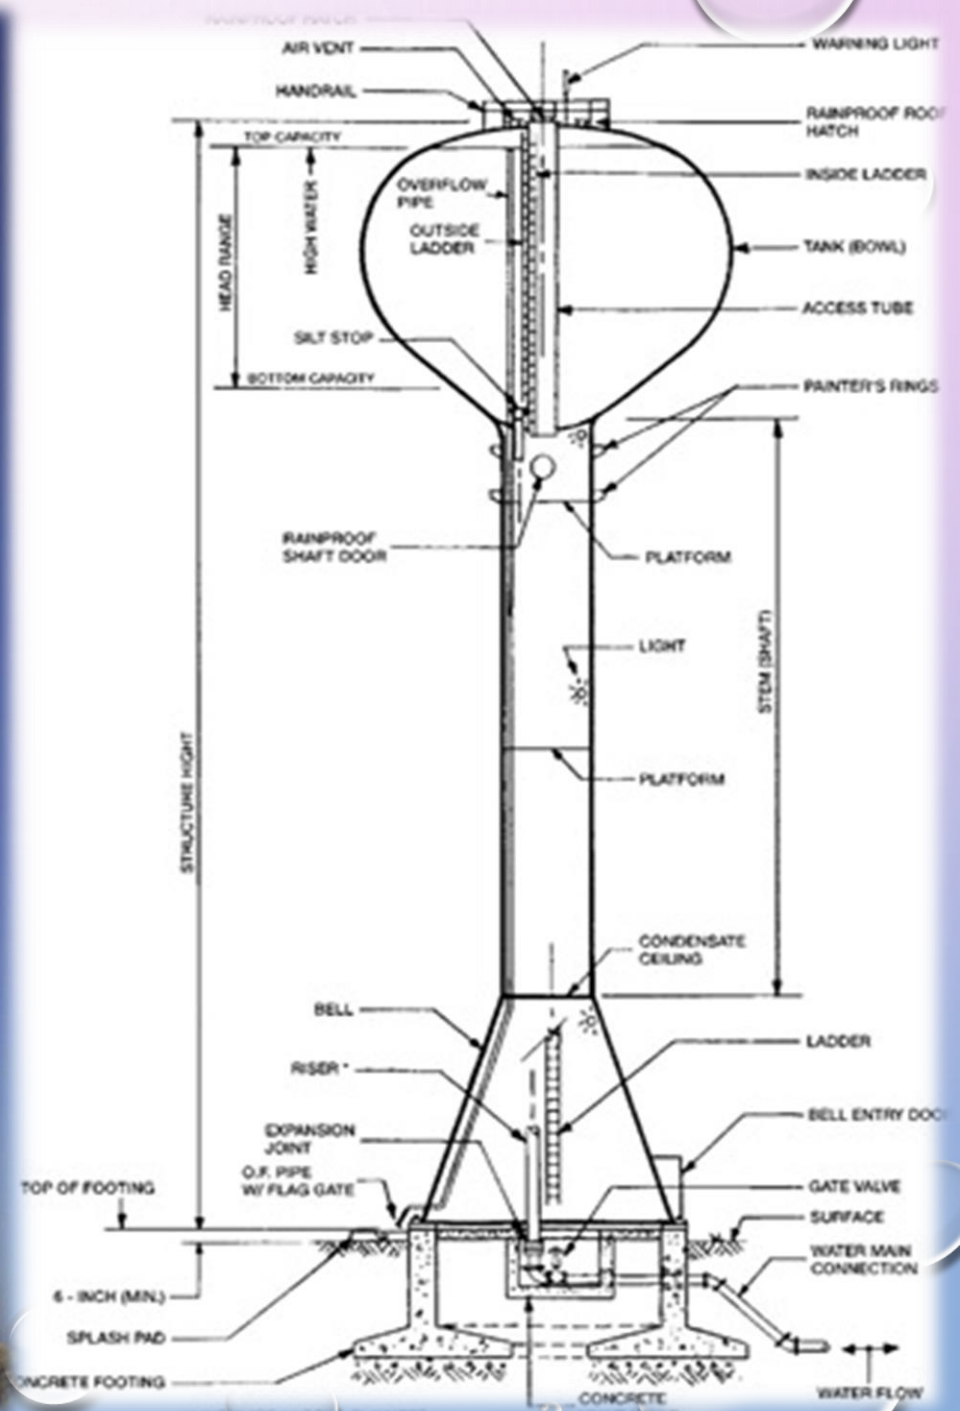 RAINPROOF HATCH
AIR VENT
WARNING LIGHT
HANDRAIL
RAINPROOF ROOF
HATCH
TOP CAPACITY
INSIDE LADDER
OVERFLOW
PIPE
HIGH WATER
HEAD RANGE
OUTSIDE
LADDER
TANK (BOWL)
ACCESS TUBE
SILT STOP
BOTTOM CAPACITY
PAINTER'S RINGS
RAINPROOF
SHAFT DOOR
PLATFORM
LIGHT
STEM (SHAFT)
STRUCTURE HIGHT
PLATFORM
CONDENSATE
CEILING
BELL
LADDER
RISER *
BELL ENTRY DOO
EXPANSION
JOINT
O.F. PIPE
W/ FLAG GATE
TOP OF FOOTING
GATE VALVE
SURFACE
WATER MAIN
CONNECTION
6 - INCH (MIN.)
SPLASH PAD
ONCRETE FOOTING
CONCRETE
WATER FLOW